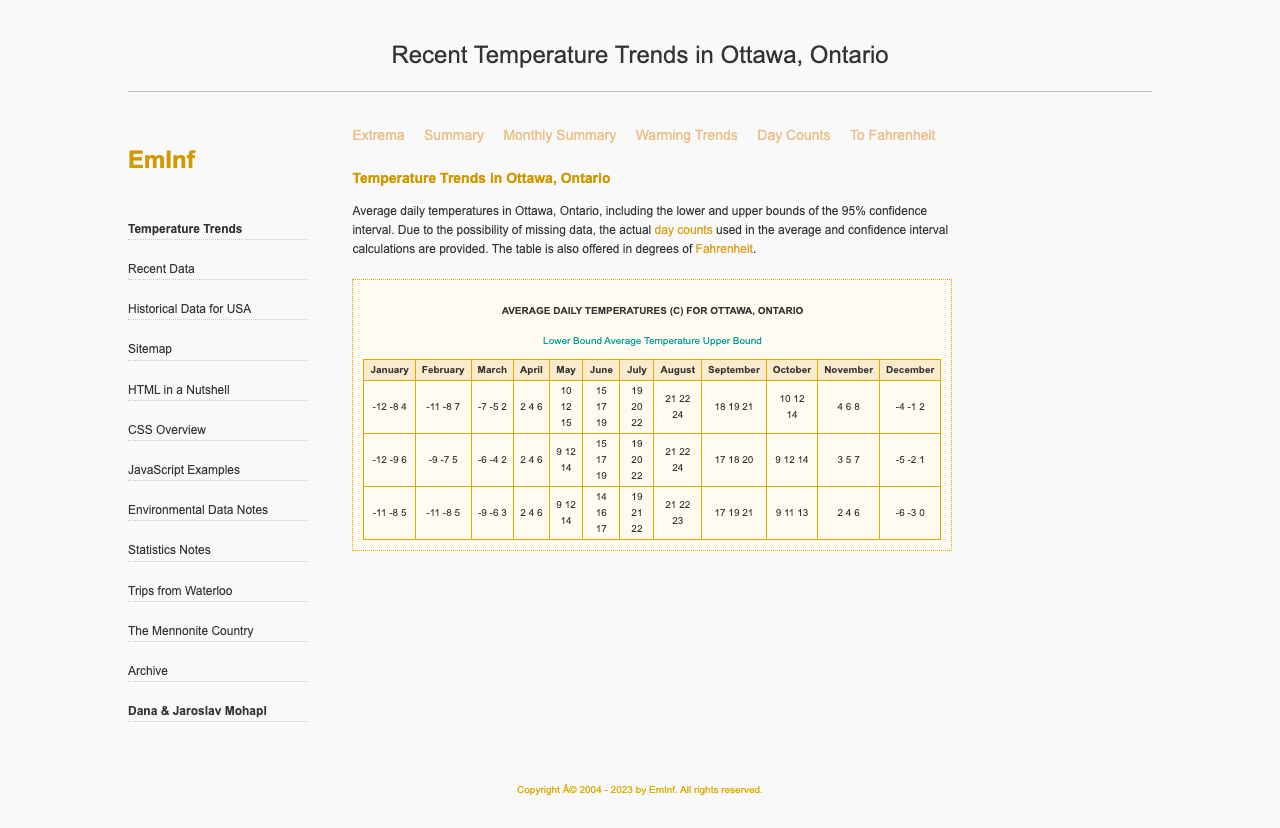 Recent Temperature Trends in Ottawa, Ontario
EmInf
Temperature Trends
Recent Data
Historical Data for USA
Sitemap
HTML in a Nutshell
CSS Overview
JavaScript Examples
Environmental Data Notes
Statistics Notes
Trips from Waterloo
The Mennonite Country
Archive
Dana & Jaroslav Mohapl
Extrema Summary Monthly Summary Warming Trends Day Counts To Fahrenheit
Temperature Trends in Ottawa, Ontario
Average daily temperatures in Ottawa, Ontario, including the lower and upper bounds of the 95% confidence
interval. Due to the possibility of missing data, the actual day counts used in the average and confidence interval
calculations are provided. The table is also offered in degrees of Fahrenheit.
AVERAGE DAILY TEMPERATURES (C) FOR OTTAWA, ONTARIO
Lower Bound Average Temperature Upper Bound
January February March April May June July August September October November December
-12 -8 4 -11 -8 7 -7 -5 2 2 4 6 10 12 15 15 17 19 19 20 22 21 22 24 18 19 21 10 12 14 4 6 8 -4 -1 2
-12 -9 6 -9 -7 5 -6 -4 2 2 4 6 9 12 14 15 17 19 19 20 22 21 22 24 17 18 20 9 12 14 3 5 7 -5 -2 1
-11 -8 5 -11 -8 5 -9 -6 3 2 4 6 9 12 14 14 16 17 19 21 22 21 22 23 17 19 21 9 11 13 2 4 6 -6 -3 0
Copyright Â© 2004 - 2023 by EmInf. All rights reserved.